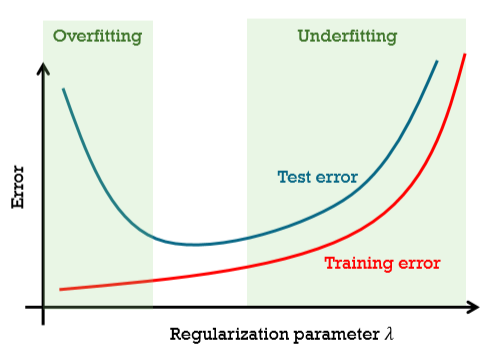 Overfitting
Underfitting
Error
Test error
Training error
Regularization parameter λ